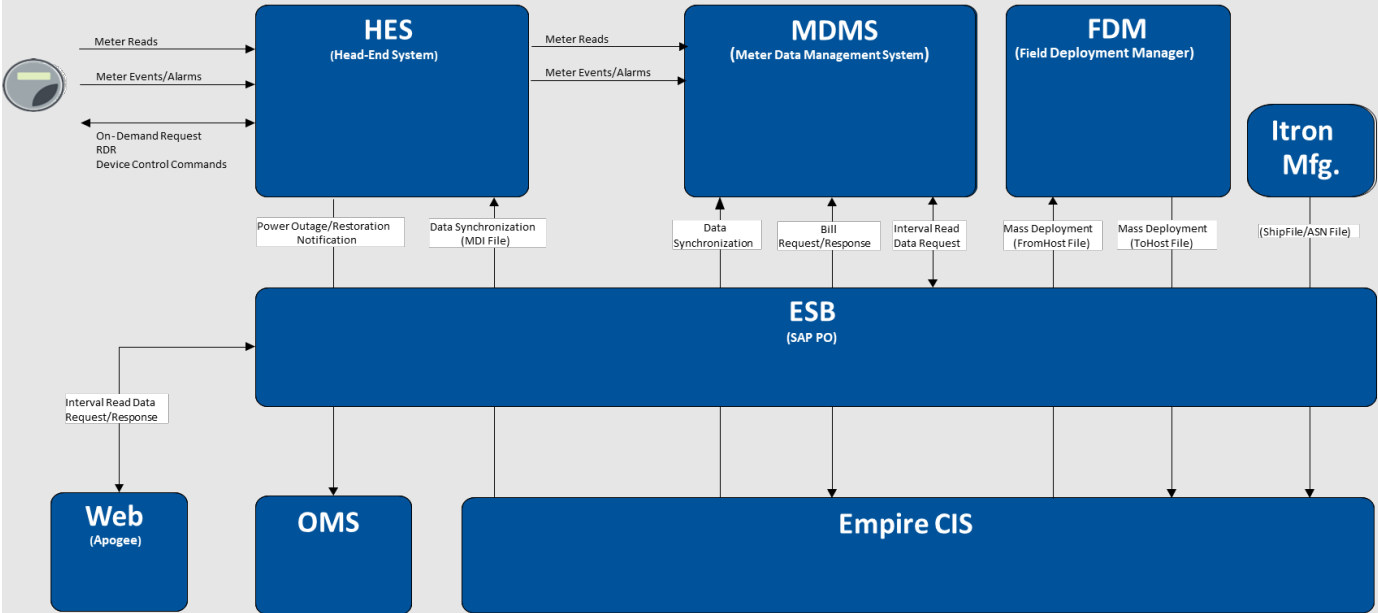 HES
(Head-End System)
MDMS
(Meter Data Management System)
FDM
(Field Deployment Manager)
Itron
Mfg.
Meter Reads
Meter Events/Alarms
On-Demand Request
RDR
Device Control Commands
Meter Reads
Meter Events/Alarms
Power Outage/Restoration
Notification
Data Synchronization
(MDI File)
Data
Synchronization
Bill
Request/Response
Interval Read
Data Request
Mass Deployment
(FromHost File)
Mass Deployment
(ToHost File)
(ShipFile/ASN File)
ESB
(SAP PO)
Interval Read Data
Request/Response
Web
(Apogee)
OMS
Empire CIS